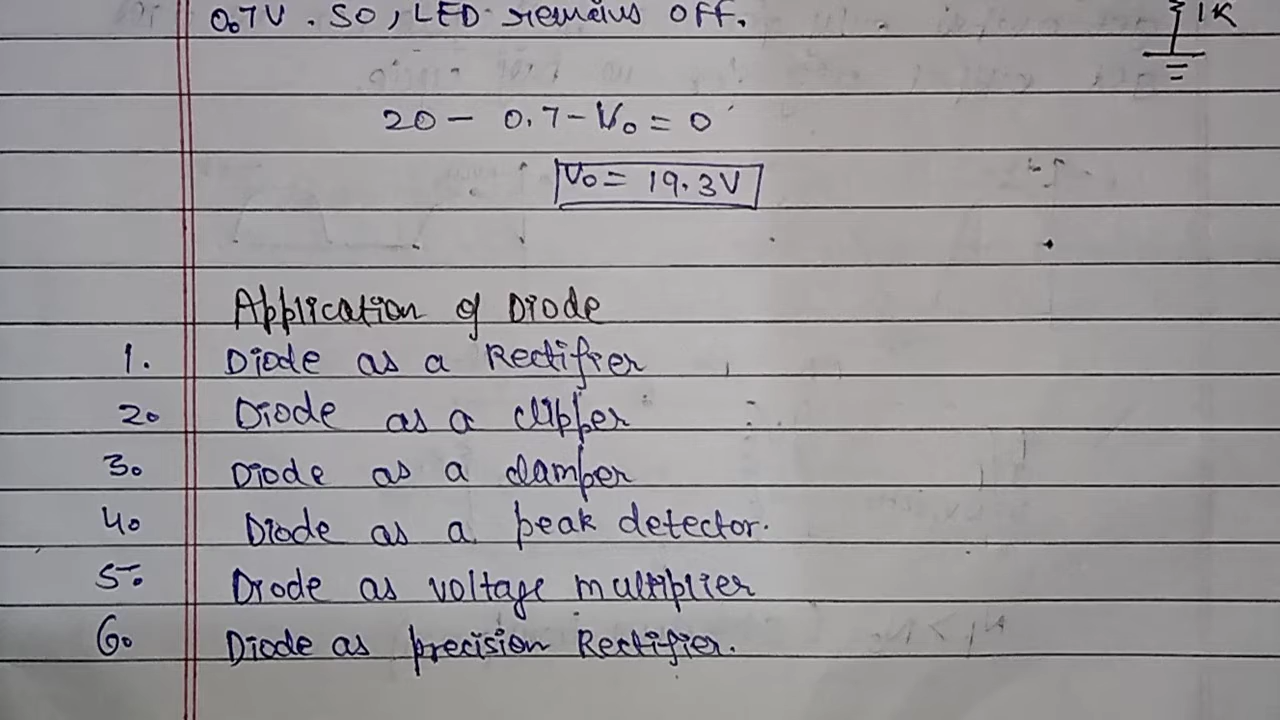 0.7V. So, LED remains off.
1K
20 - 0.7 - Vo = 0
Vo = 19.3V
Application of Diode
1. Diode as a Rectifier
2. Diode as a clipper
3. Diode as a clamper
4. Diode as a peak detector.
5. Diode as voltage multiplier
6. Diode as precision Rectifier.